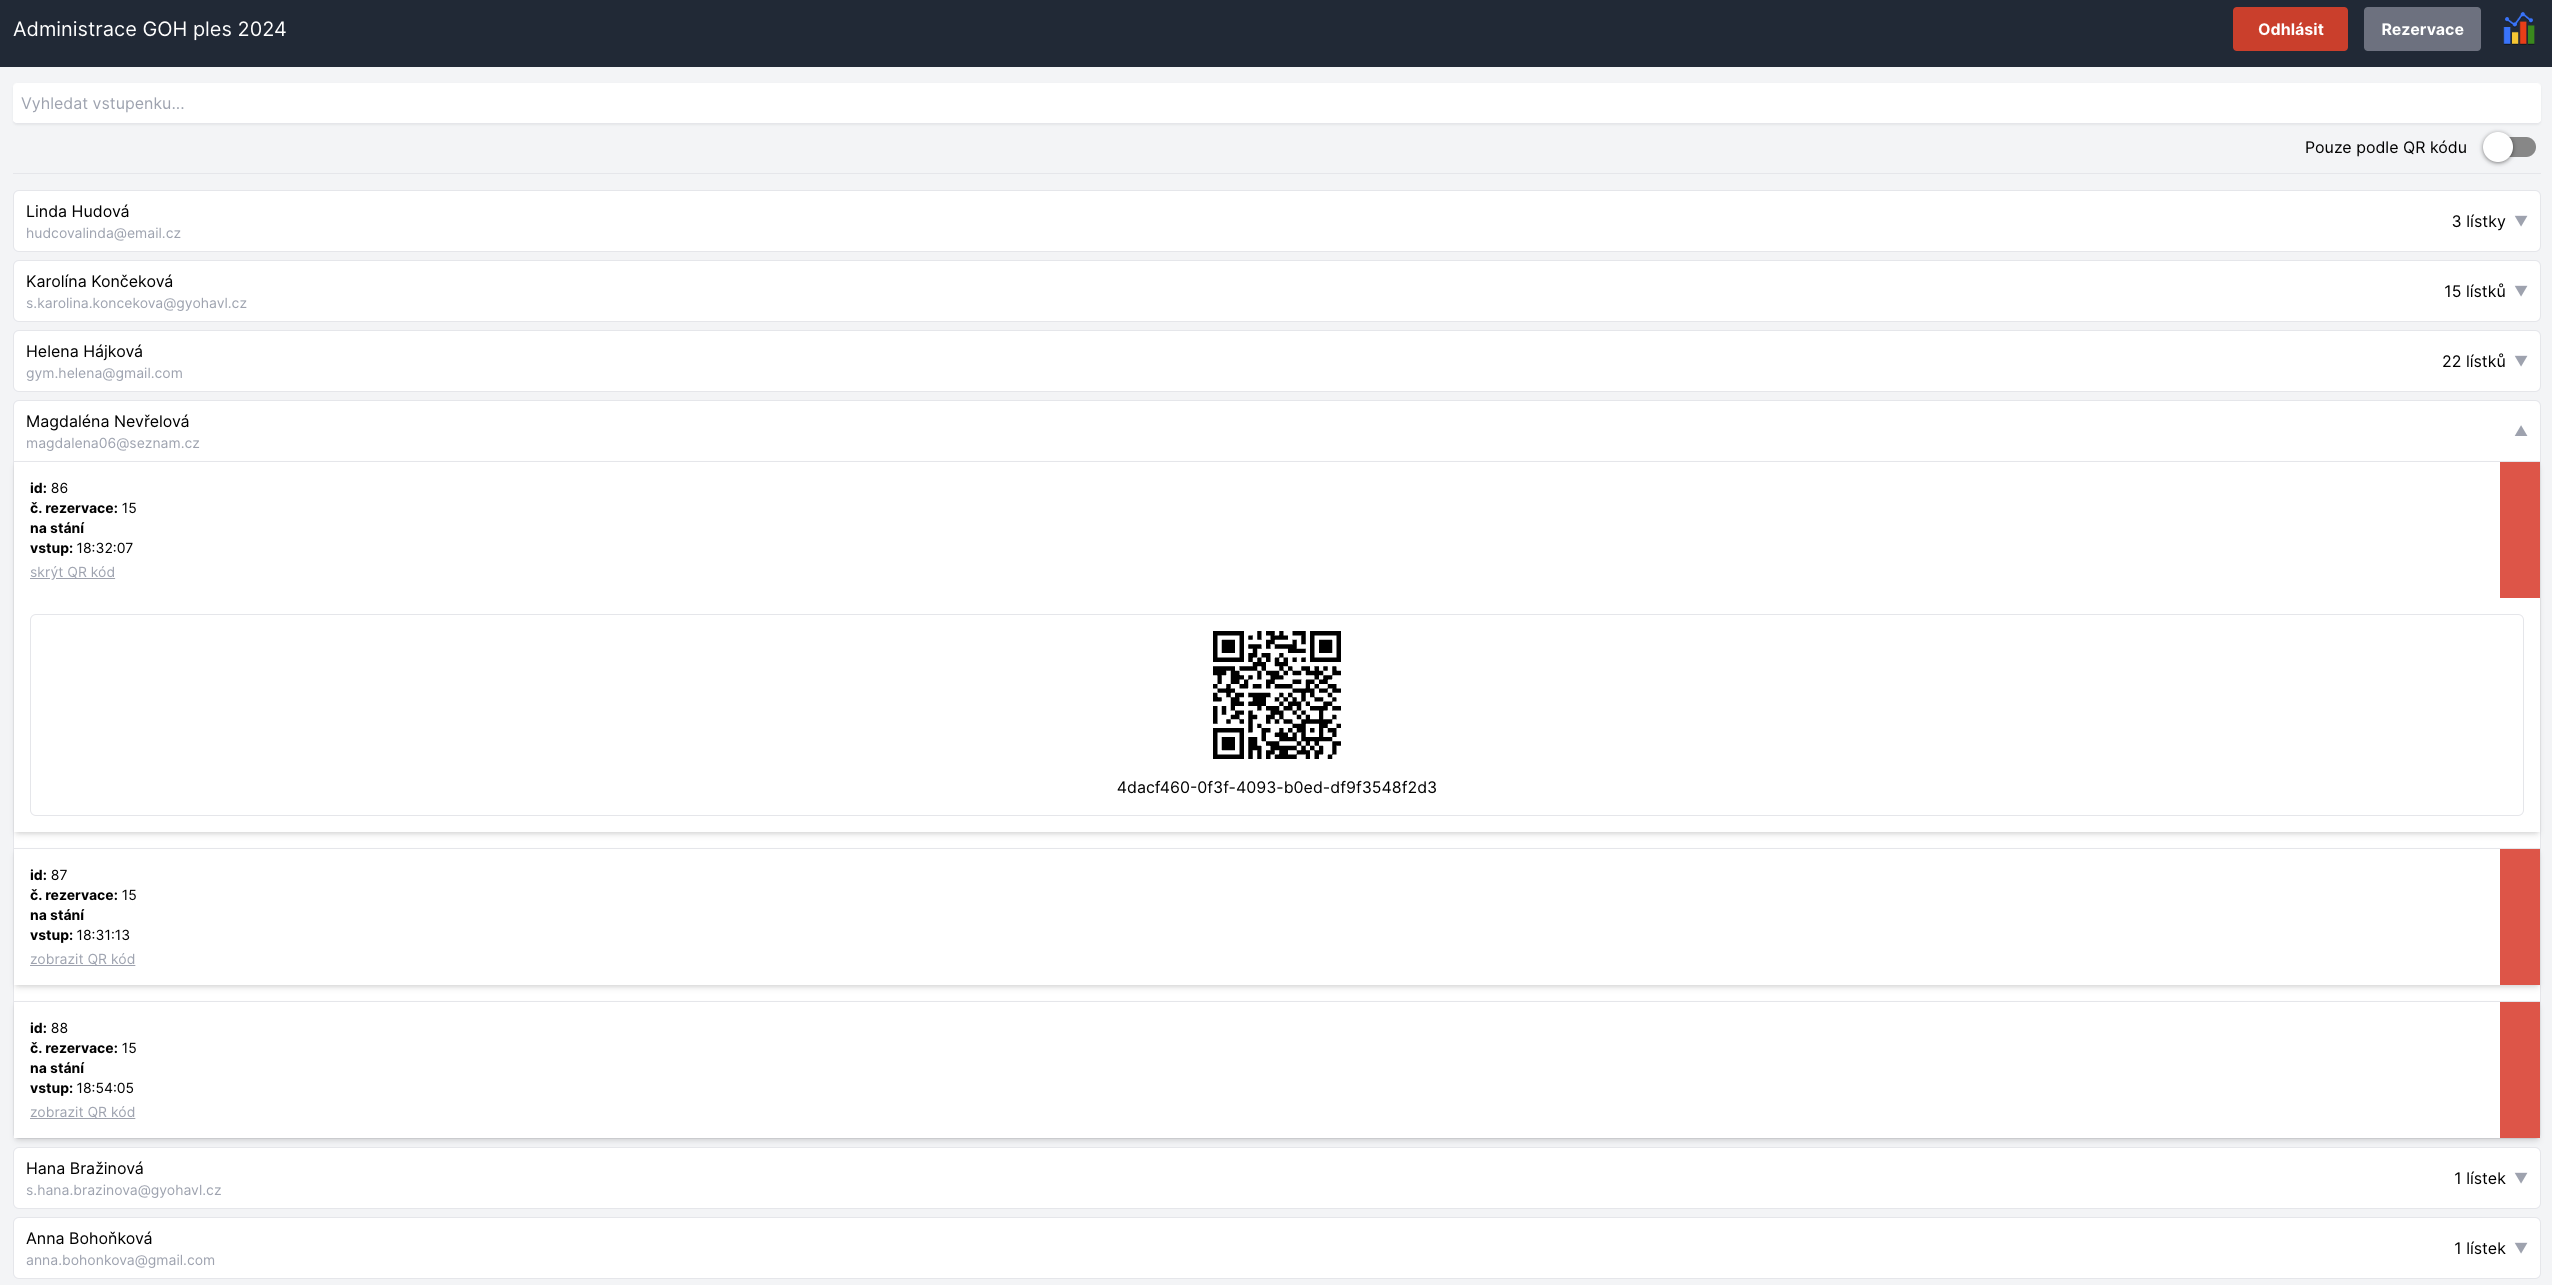 Administrace GOH ples 2024
Odhlásit
Rezervace
Vyhledat vstupenku...
Pouze podle QR kódu
Linda Hudová
hudcovalinda@email.cz
3 lístky
Karolína Končeková
s.karolina.koncekova@gyohavl.cz
15 lístků
Helena Hájková
gym.helena@gmail.com
22 lístků
Magdaléna Nevřelová
magdalena06@seznam.cz
id: 86
č. rezervace: 15
na stání
vstup: 18:32:07
skrýt QR kód
4dacf460-0f3f-4093-b0ed-df9f3548f2d3
id: 87
č. rezervace: 15
na stání
vstup: 18:31:13
zobrazit QR kód
id: 88
č. rezervace: 15
na stání
vstup: 18:54:05
zobrazit QR kód
Hana Bražinová
s.hana.brazinova@gyohavl.cz
1 lístek
Anna Bohoňková
anna.bohonkova@gmail.com
1 lístek